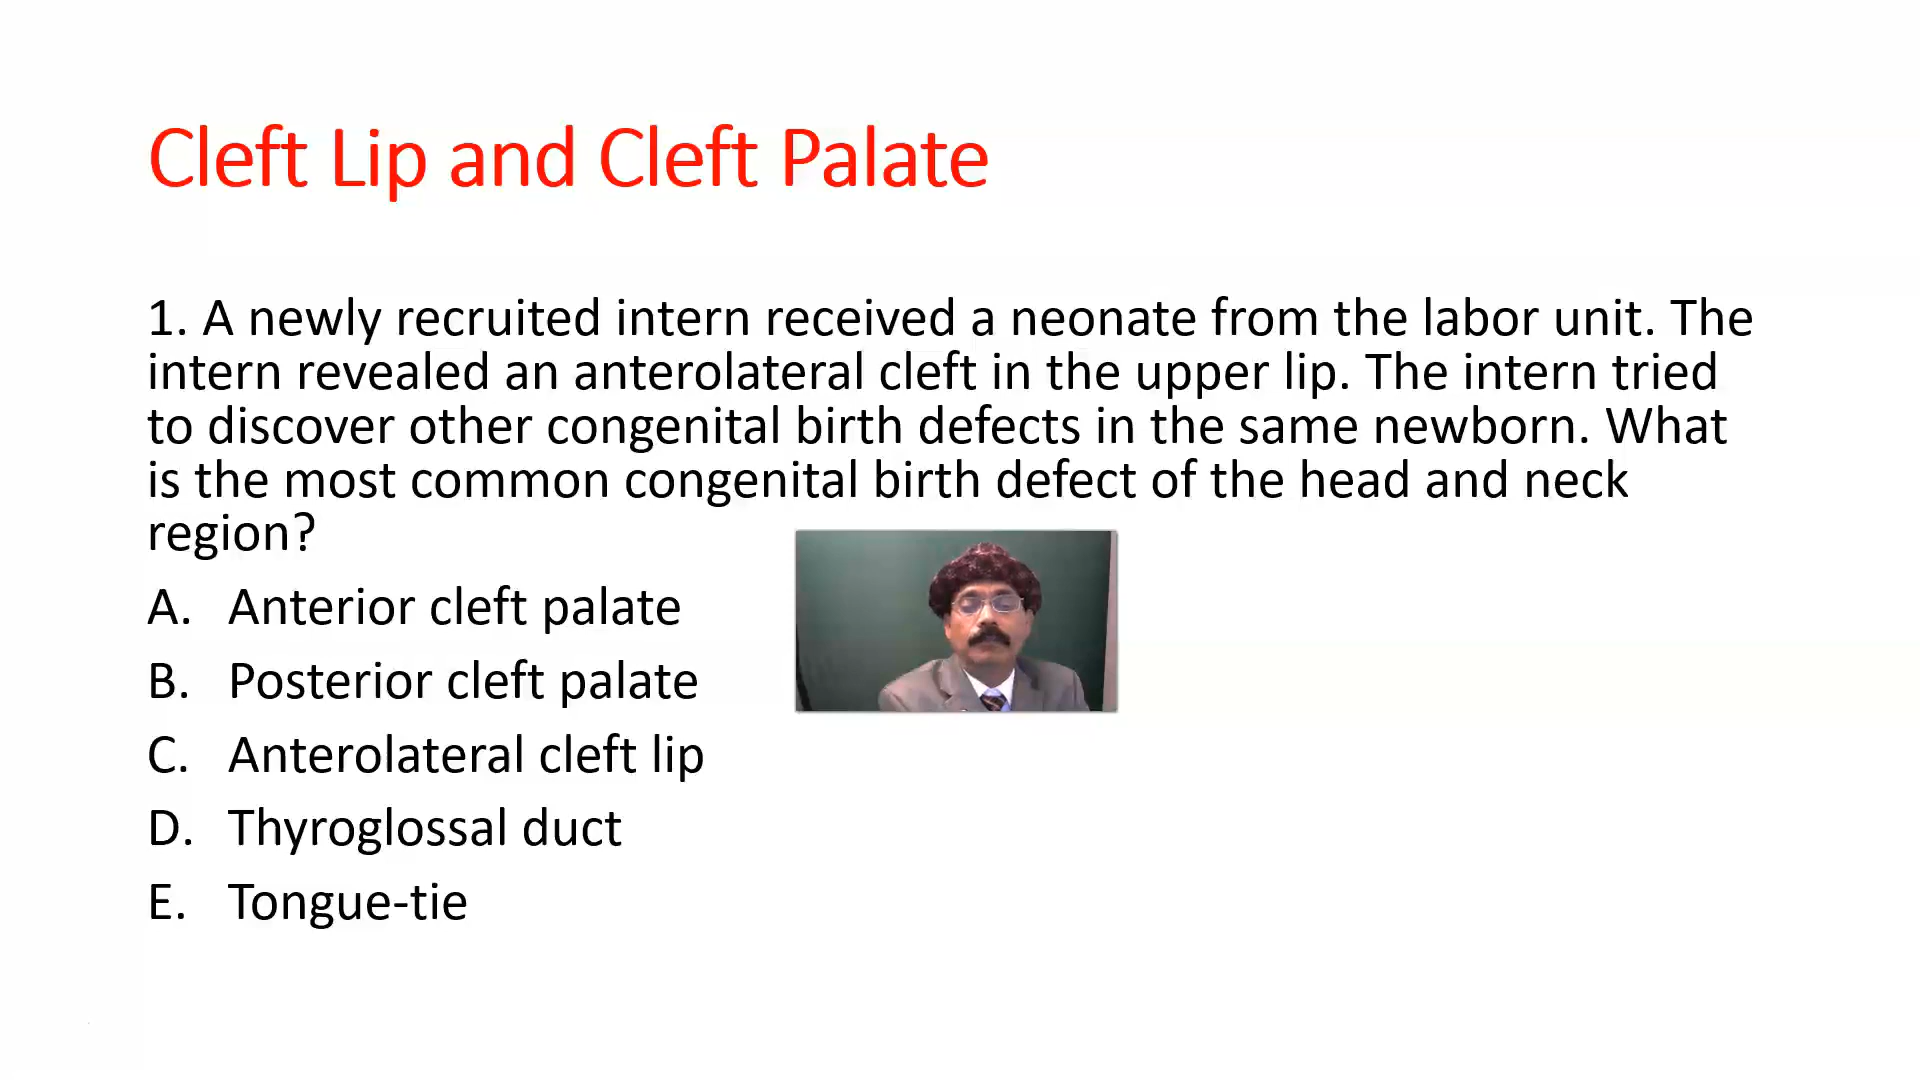 Cleft Lip and Cleft Palate
1. A newly recruited intern received a neonate from the labor unit. The
intern revealed an anterolateral cleft in the upper lip. The intern tried
to discover other congenital birth defects in the same newborn. What
is the most common congenital birth defect of the head and neck
region?
A. Anterior cleft palate
B. Posterior cleft palate
C. Anterolateral cleft lip
D. Thyroglossal duct
E. Tongue-tie